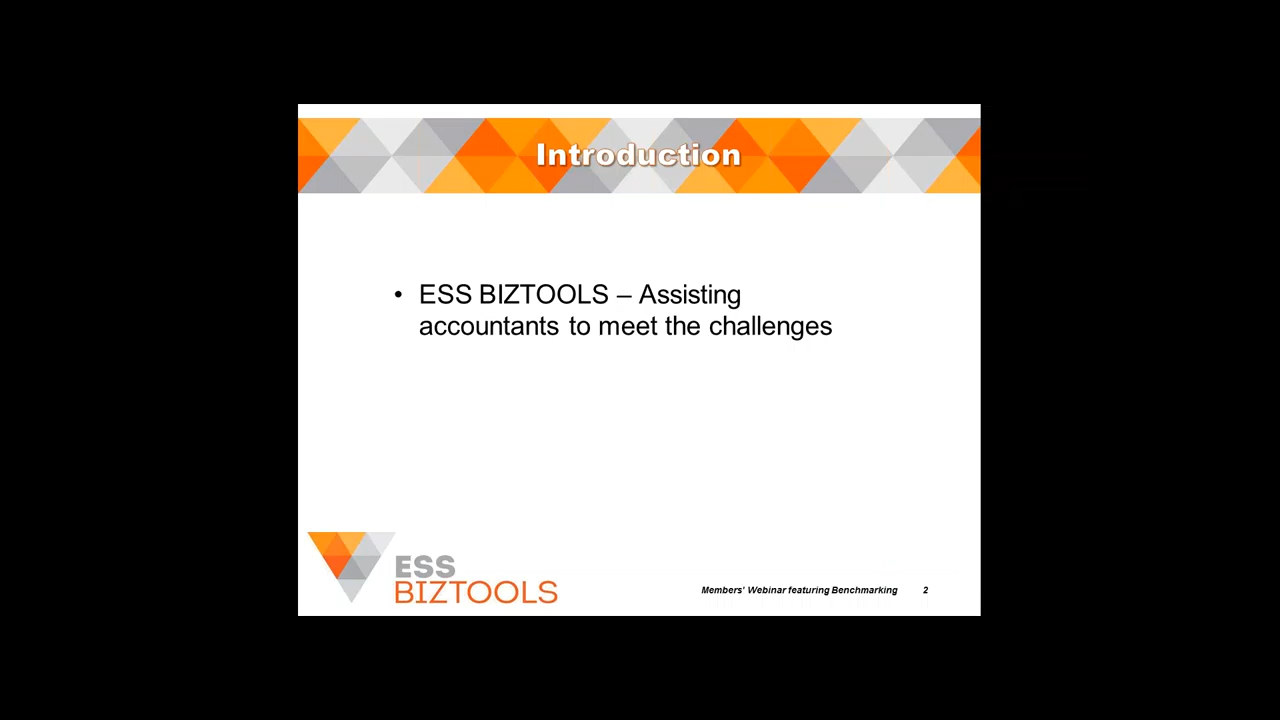 Introduction
• ESS BIZTOOLS – Assisting
accountants to meet the challenges
ESS
BIZTOOLS
Members' Webinar featuring Benchmarking 2